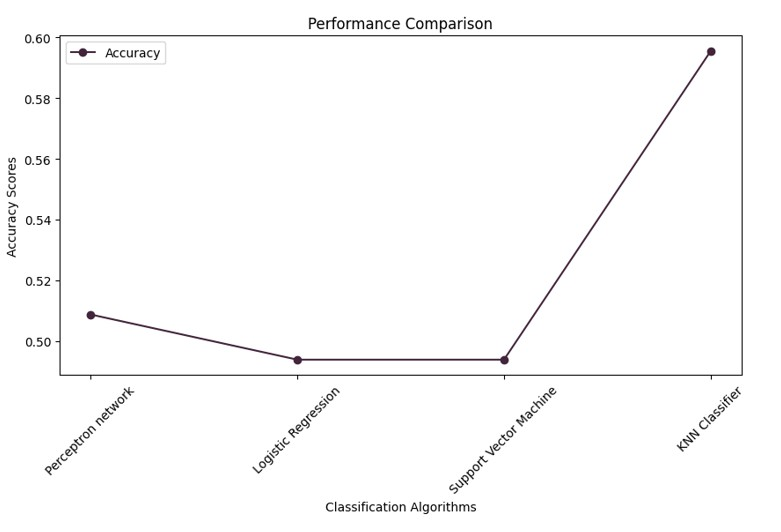 Performance Comparison
Accuracy
Accuracy Scores
0.60
0.58
0.56
0.54
0.52
0.50
Perceptron network
Logistic Regression
Support Vector Machine
KNN Classifier
Classification Algorithms